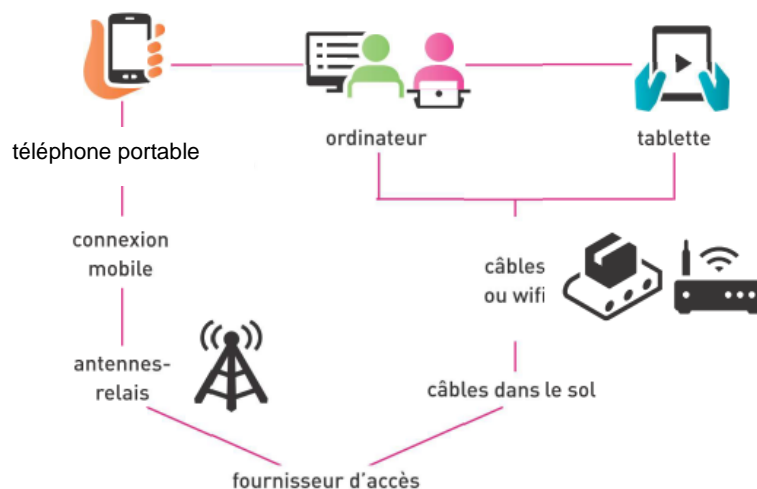 téléphone portable
ordinateur
tablette
connexion
mobile
câbles
ou wifi
antennes-
relais
câbles dans le sol
fournisseur d'accès